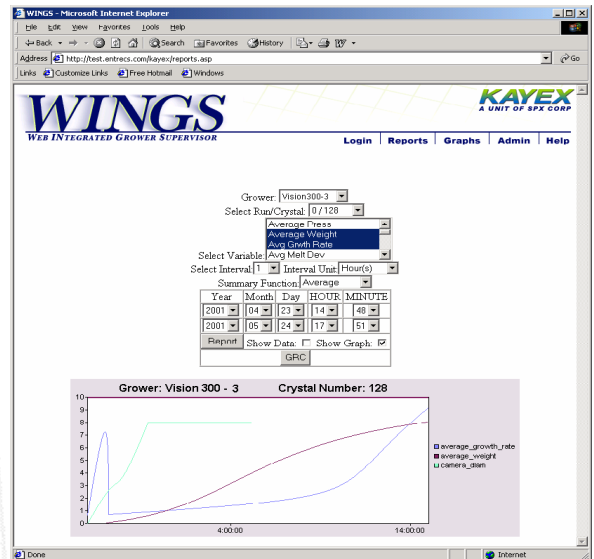 WINGS - Microsoft Internet Explorer
File Edit View Favorites Tools Help
Back Search Favorites History
Address http://test.entrecs.com/kayex/reports.asp Go
Links Customize Links Free Hotmail Windows
WINGS
WEB INTEGRATED GROWER SUPERVISOR
KAYEX
A UNIT OF SPX CORP
Login Reports Graphs Admin Help
Grower: Vision300-3
Select Run/Crystal: 0/128
Average Press
Average Weight
Avg Grwth Rate
Select Variable: Avg Melt Dev
Select Interval: 1 Interval Unit: Hour(s)
Summary Function: Average
Year Month Day HOUR MINUTE
2001 04 23 14 48
2001 05 24 17 51
Report Show Data: Show Graph:
GRC
Grower: Vision 300 - 3 Crystal Number: 128
10
9
8
7
6
5
4
3
2
1
0
average_growth_rate
average_weight
camera_diam
4:00:00 14:00:00
Done Internet